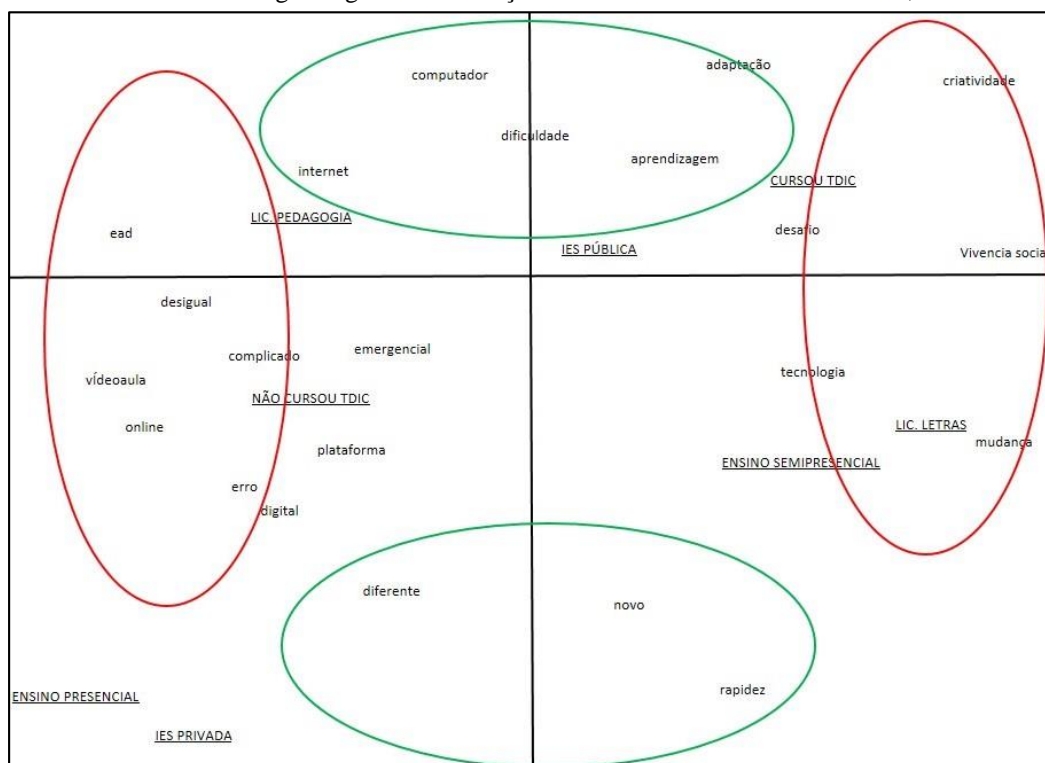 computador
adaptação
criatividade
dificuldade
aprendizagem
internet
CURSOU TDIC
LIC. PEDAGOGIA
ead
desafio
IES PÚBLICA
Vivencia socia
desigual
complicado
emergencial
vídeoaula
tecnologia
NÃO CURSOU TDIC
online
LIC. LETRAS
mudança
plataforma
ENSINO SEMIPRESENCIAL
erro
digital
diferente
novo
rapidez
ENSINO PRESENCIAL
IES PRIVADA